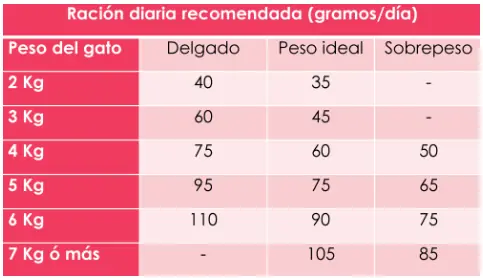 Ración diaria recomendada (gramos/día)
Peso del gato Delgado Peso ideal Sobrepeso
2 Kg 40 35 -
3 Kg 60 45 -
4 Kg 75 60 50
5 Kg 95 75 65
6 Kg 110 90 75
7 Kg ó más - 105 85